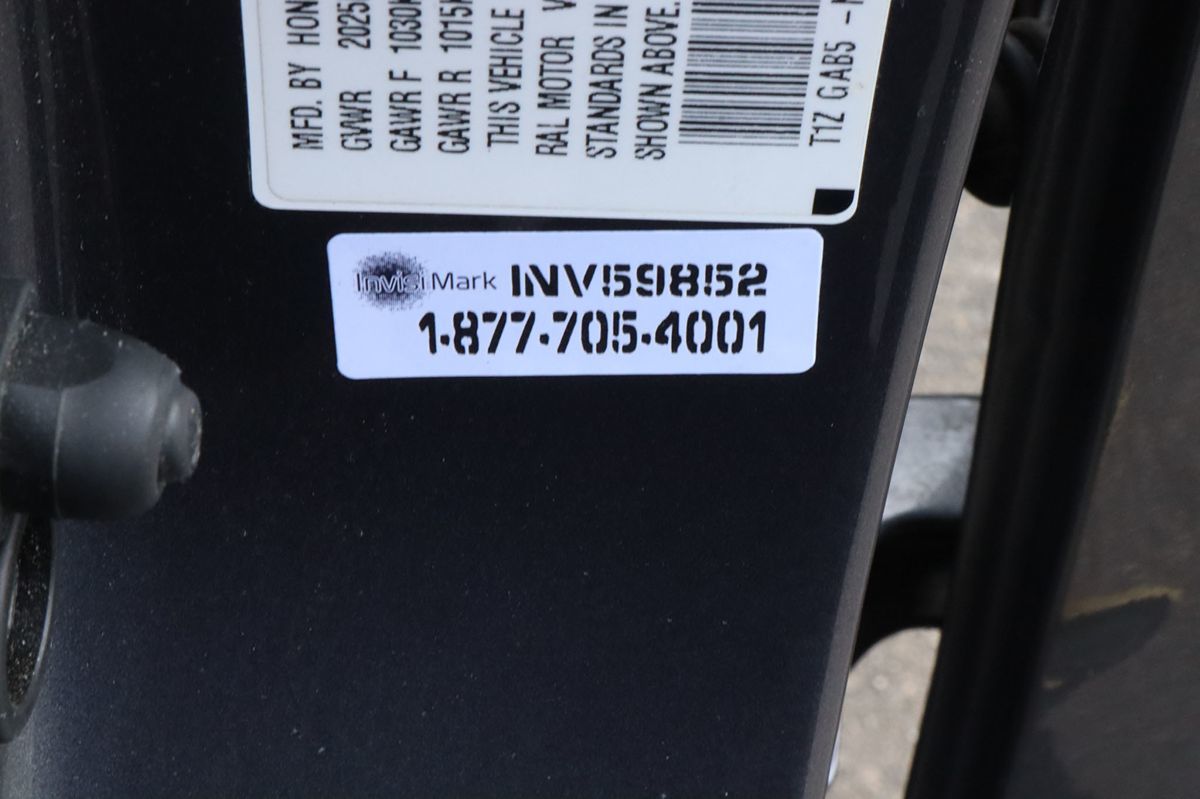 MFD. BY HON
GVWR 2025
GAWR F 1030K
GAWR R 1015K
THIS VEHICLE
RAL MOTOR V
STANDARDS IN
SHOWN ABOVE.
T1Z GAB5 -N
InvisiMark INV59852
1-877-705-4001